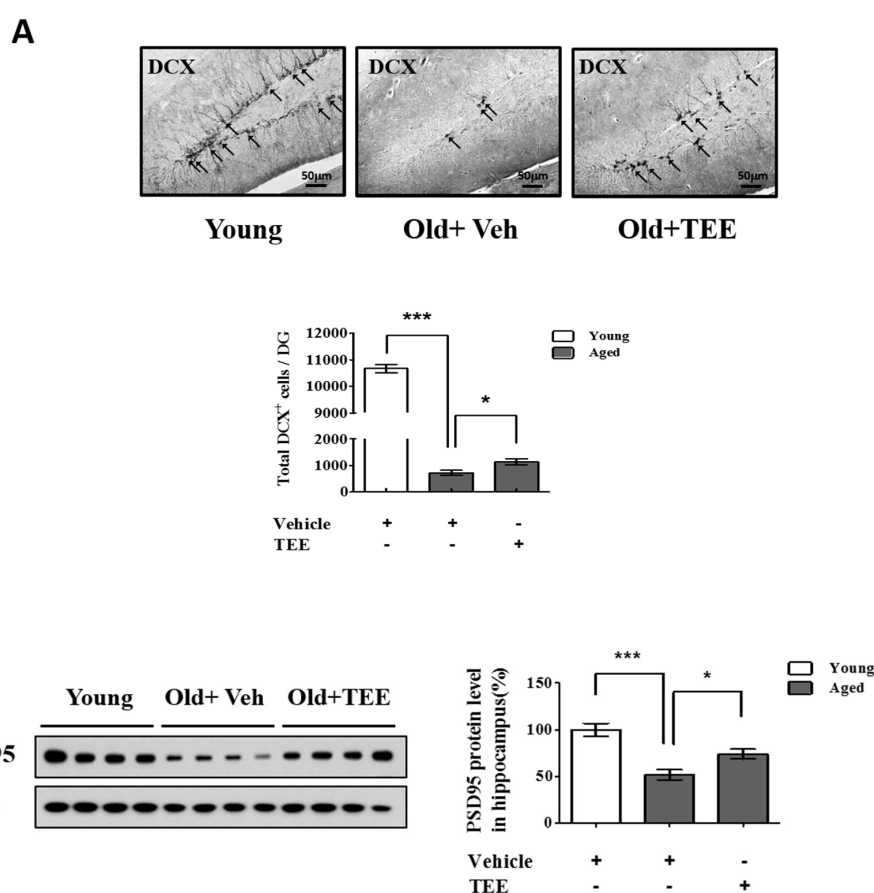 A
DCX DCX DCX
50μm 50μm 50μm
Young Old+ Veh Old+TEE
*** 
*
Total DCX+ cells / DG
12000
11000
10000
9000
2000
1000
0
Young
Aged
Vehicle + + -
TEE - - +
Young Old+ Veh Old+TEE
95
***
*
PSD95 protein level
in hippocampus(%)
150
100
50
0
Young
Aged
Vehicle + + -
TEE - - +